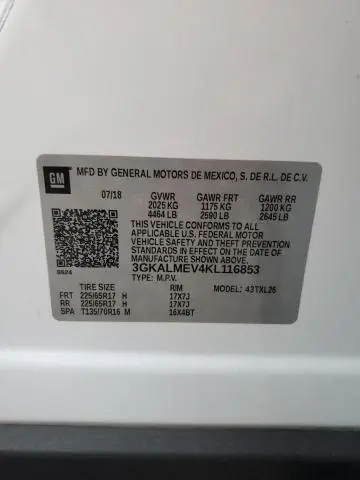 GM
MFD BY GENERAL MOTORS DE MEXICO, S. DE R.L. DE C.V.
07/18 GVWR GAWR FRT GAWR RR
2025 KG 1175 KG 1200 KG
4464 LB 2590 LB 2645 LB
THIS VEHICLE CONFORMS TO ALL
APPLICABLE U.S. FEDERAL MOTOR
VEHICLE SAFETY, BUMPER, AND THEFT
PREVENTION STANDARDS IN EFFECT ON
THE DATE OF MANUFACTURE SHOWN ABOVE.
3GKALMEV4KL116853
TYPE: M.P.V.
TIRE SIZE RIM MODEL: 43TXL26
FRT 225/65R17 H 17X7J
RR 225/65R17 H 17X7J
SPA T135/70R16 M 16X4BT